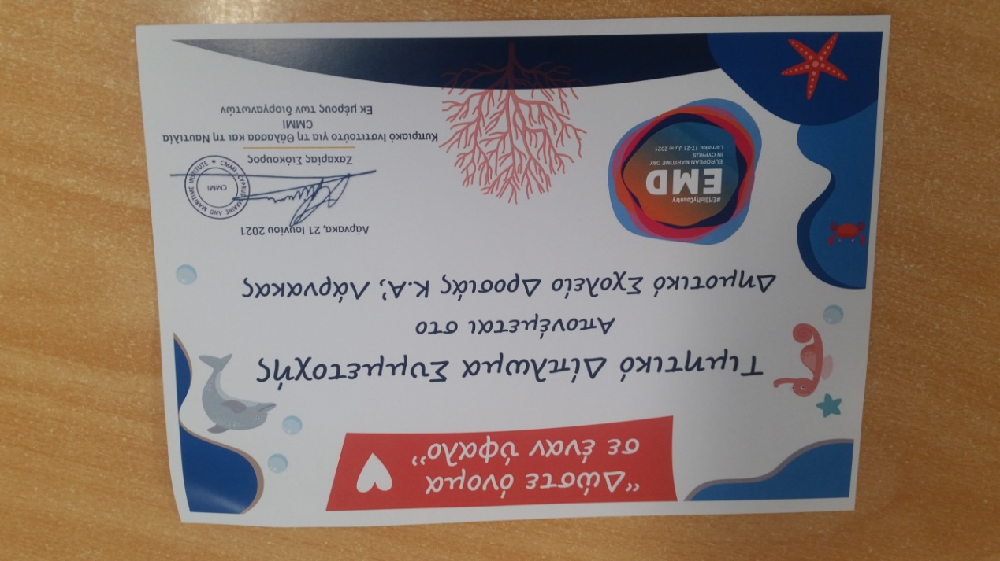 “Δώστε όνομα
σε έναν ύφαλο”
Τιμητικό Δίπλωμα Συμμετοχής
Απονέμεται στο
Δημοτικό Σχολείο Δροσιάς Κ.Α’, Λάρνακας
#EMDinMyCountry
EMD
EUROPEAN MARITIME DAY
IN CYPRUS
Larnaka, 17-21 June 2021
Λάρνακα, 21 Ιουνίου 2021
CMMI CYPRUS MARINE AND MARITIME INSTITUTE ★
CMMI
Ζαχαρίας Σιόκουρος
Κυπριακό Ινστιτούτο για τη Θάλασσα και τη Ναυτιλία
CMMI
Εκ μέρους των διοργανωτών